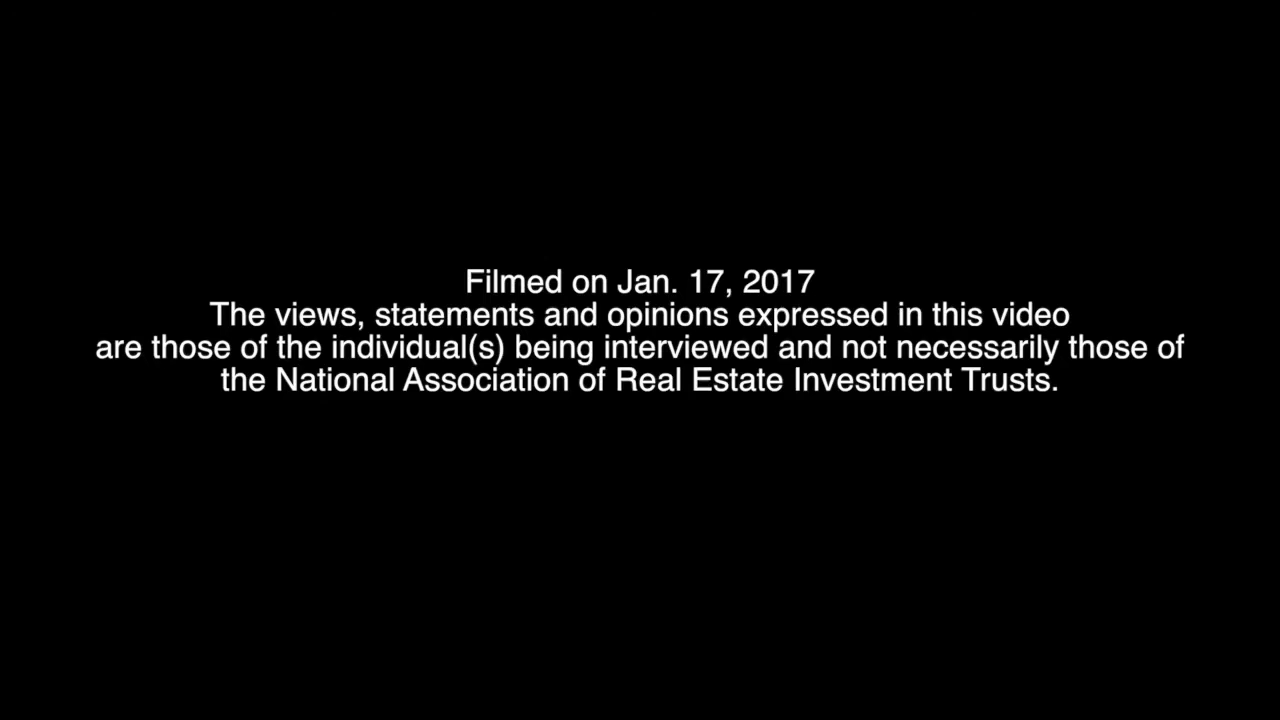 Filmed on Jan. 17, 2017
The views, statements and opinions expressed in this video
are those of the individual(s) being interviewed and not necessarily those of
the National Association of Real Estate Investment Trusts.